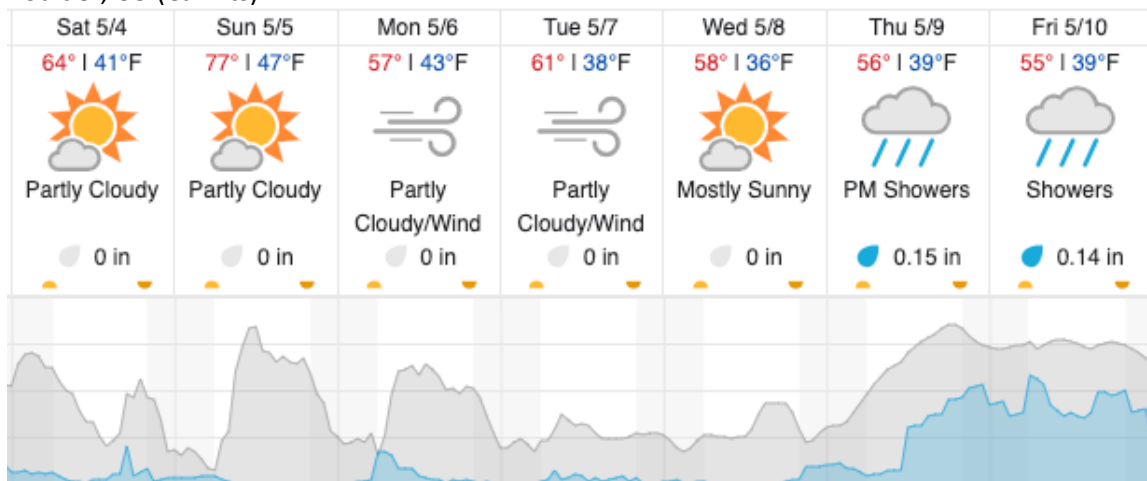 Sat 5/4 Sun 5/5 Mon 5/6 Tue 5/7 Wed 5/8 Thu 5/9 Fri 5/10
64° | 41°F 77° | 47°F 57° | 43°F 61° | 38°F 58° | 36°F 56° | 39°F 55° | 39°F
Partly Cloudy Partly Cloudy Partly Partly Mostly Sunny PM Showers Showers
Cloudy/Wind Cloudy/Wind
0 in 0 in 0 in 0 in 0 in 0.15 in 0.14 in